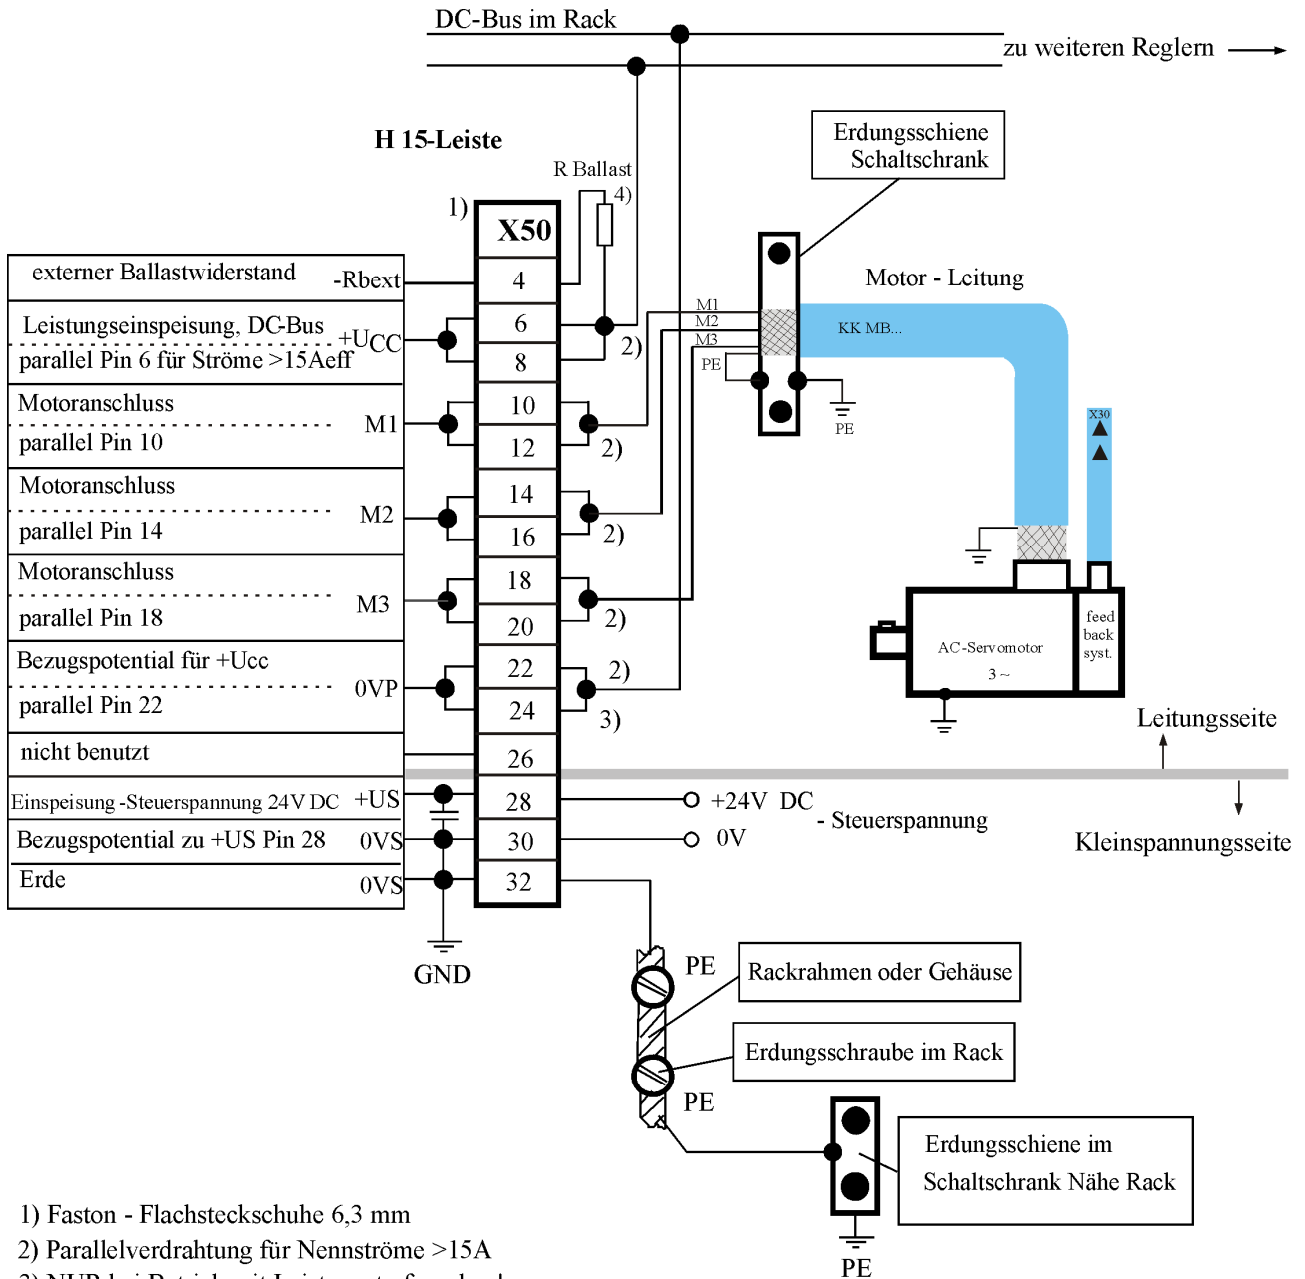 DC-Bus im Rack
zu weiteren Reglern
H 15-Leiste
Erdungsschiene
Schaltschrank
R Ballast
4)
1)
X50
externer Ballastwiderstand
-Rbext
4
Leistungseinspeisung, DC-Bus
+UCC
parallel Pin 6 für Ströme >15Aeff
6
8
2)
Motoranschluss
M1
parallel Pin 10
10
12
2)
Motoranschluss
M2
parallel Pin 14
14
16
2)
Motoranschluss
M3
parallel Pin 18
18
20
2)
Bezugspotential für +Ucc
0VP
parallel Pin 22
22
24
2)
3)
nicht benutzt
26
Einspeisung -Steuerspannung 24V DC
+US
28
+24V DC
- Steuerspannung
Bezugspotential zu +US Pin 28
0VS
30
0V
Erde
0VS
32
GND
M1
M2
M3
PE
PE
Motor - Leitung
KK MB...
X30
AC-Servomotor
3 ~
feed
back
syst.
Leitungsseite
Kleinspannungsseite
PE
Rackrahmen oder Gehäuse
Erdungsschraube im Rack
PE
Erdungsschiene im
Schaltschrank Nähe Rack
PE
1) Faston - Flachsteckschuhe 6,3 mm
2) Parallelverdrahtung für Nennströme >15A